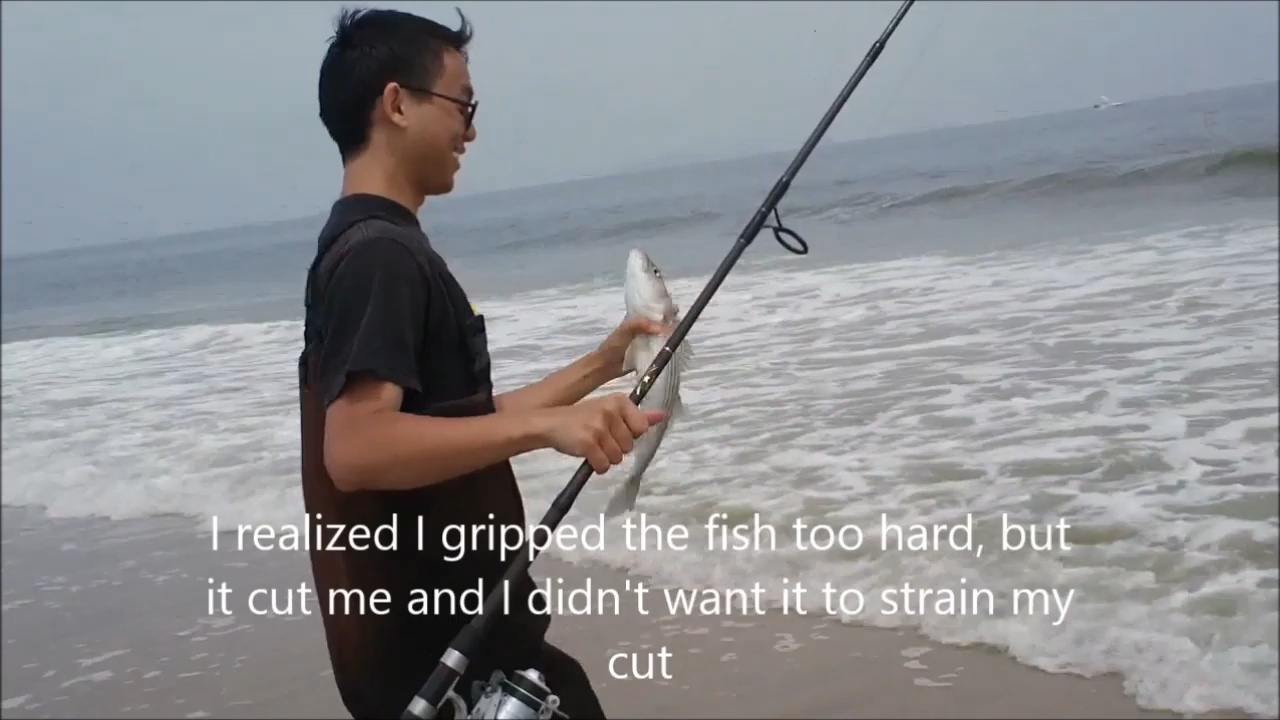 I realized I gripped the fish too hard, but
it cut me and I didn't want it to strain my
cut